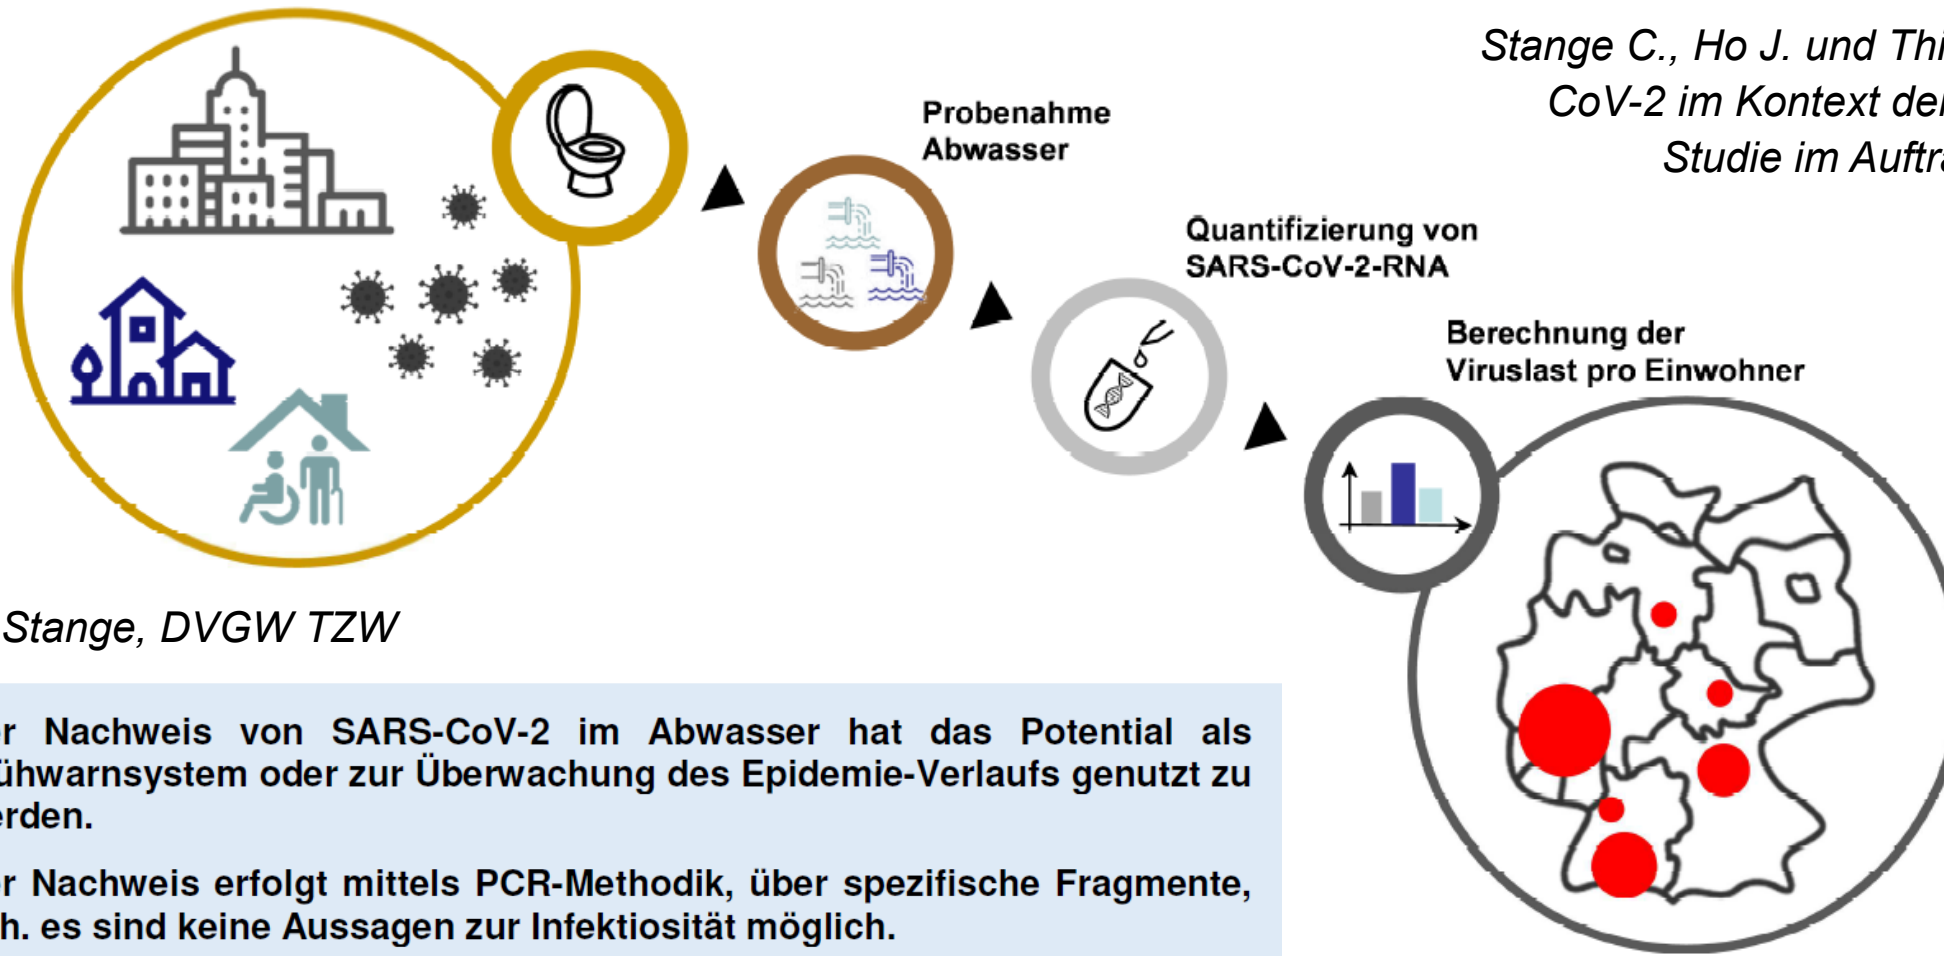 Stange C., Ho J. und Thi
CoV-2 im Kontext der
Studie im Auftra
Probenahme
Abwasser
Quantifizierung von
SARS-CoV-2-RNA
Berechnung der
Viruslast pro Einwohner
Stange, DVGW TZW
r Nachweis von SARS-CoV-2 im Abwasser hat das Potential als
ühwarnsystem oder zur Überwachung des Epidemie-Verlaufs genutzt zu
erden.
r Nachweis erfolgt mittels PCR-Methodik, über spezifische Fragmente,
h. es sind keine Aussagen zur Infektiosität möglich.